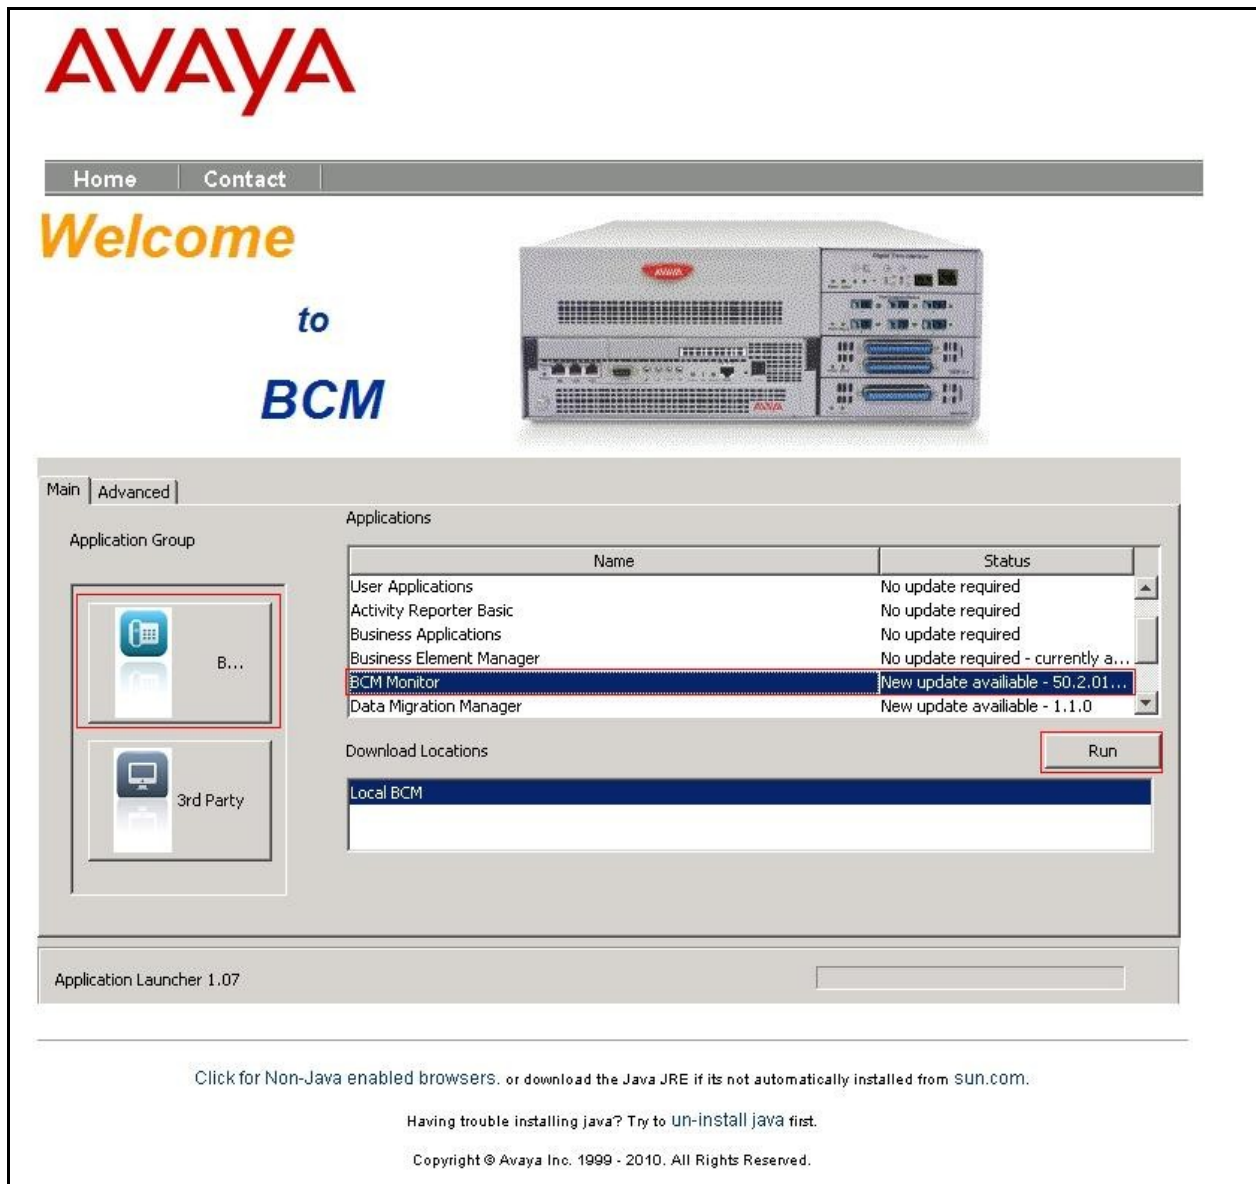 AVAYA
Home Contact
Welcome
to
BCM
AVAYA
AVAYA
Main Advanced
Application Group
B...
3rd Party
Applications
Name Status
User Applications No update required
Activity Reporter Basic No update required
Business Applications No update required
Business Element Manager No update required - currently a...
BCM Monitor New update availiable - 50.2.01...
Data Migration Manager New update availiable - 1.1.0
Download Locations Run
Local BCM
Application Launcher 1.07
Click for Non-Java enabled browsers. or download the Java JRE if its not automatically installed from sun.com.
Having trouble installing java? Try to un-install java first.
Copyright © Avaya Inc. 1999 - 2010. All Rights Reserved.